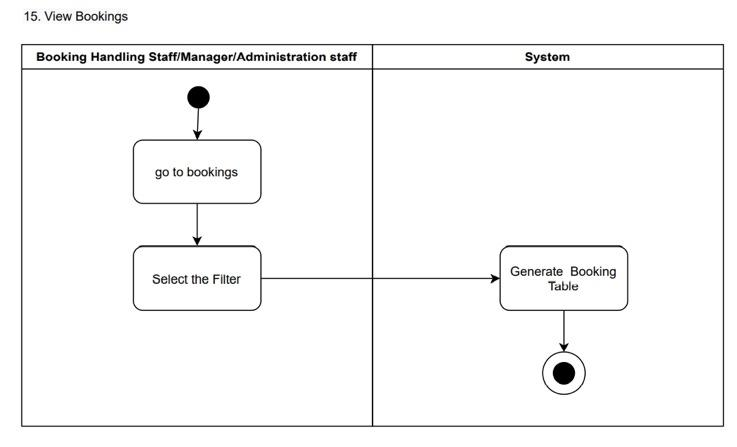 15. View Bookings
Booking Handling Staff/Manager/Administration staff
System
go to bookings
Select the Filter
Generate Booking
Table